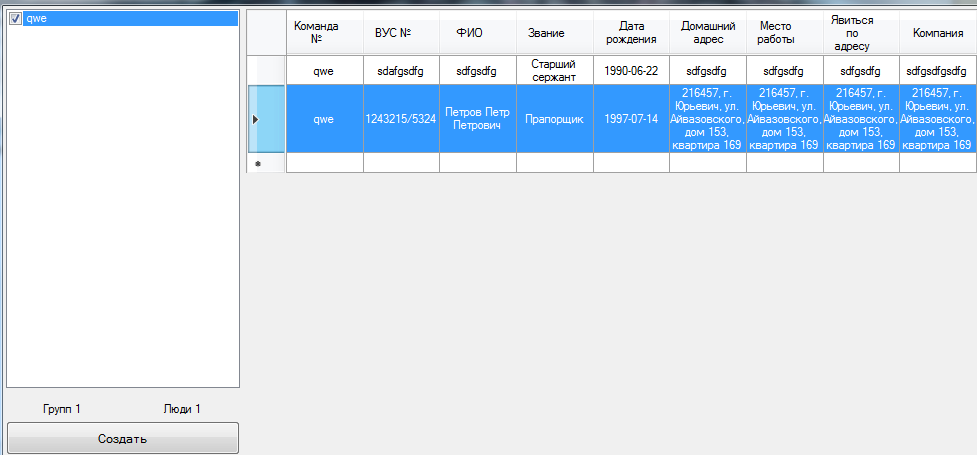 qwe
Команда № ВУС № ФИО Звание Дата рождения Домашний адрес Место работы Явиться по адресу Компания
qwe sdafgsdfg sdfgsdfg Старший сержант 1990-06-22 sdfgsdfg sdfgsdfg sdfgsdfg sdfgsdfgsdfg
qwe 1243215/5324 Петров Петр Петрович Прапорщик 1997-07-14 216457, г. Юрьевич, ул. Айвазовского, дом 153, квартира 169 216457, г. Юрьевич, ул. Айвазовского, дом 153, квартира 169 216457, г. Юрьевич, ул. Айвазовского, дом 153, квартира 169 216457, г. Юрьевич, ул. Айвазовского, дом 153, квартира 169
Групп 1 Люди 1
Создать